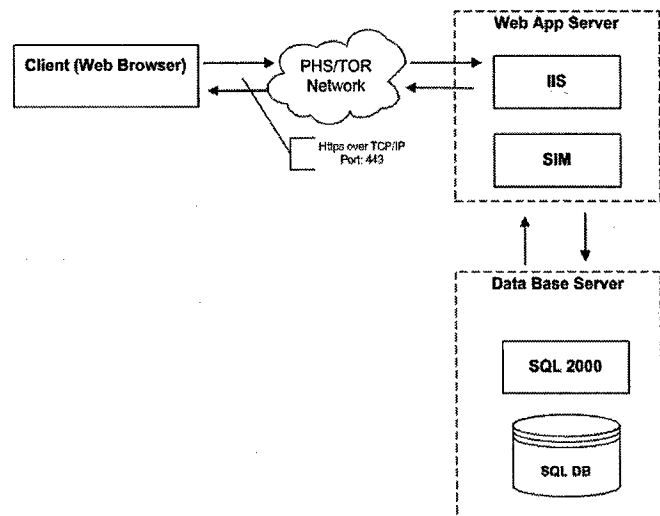 Client (Web Browser)
PHS/TOR
Network
Https over TCP/IP
Port: 443
Web App Server
IIS
SIM
Data Base Server
SQL 2000
SQL DB